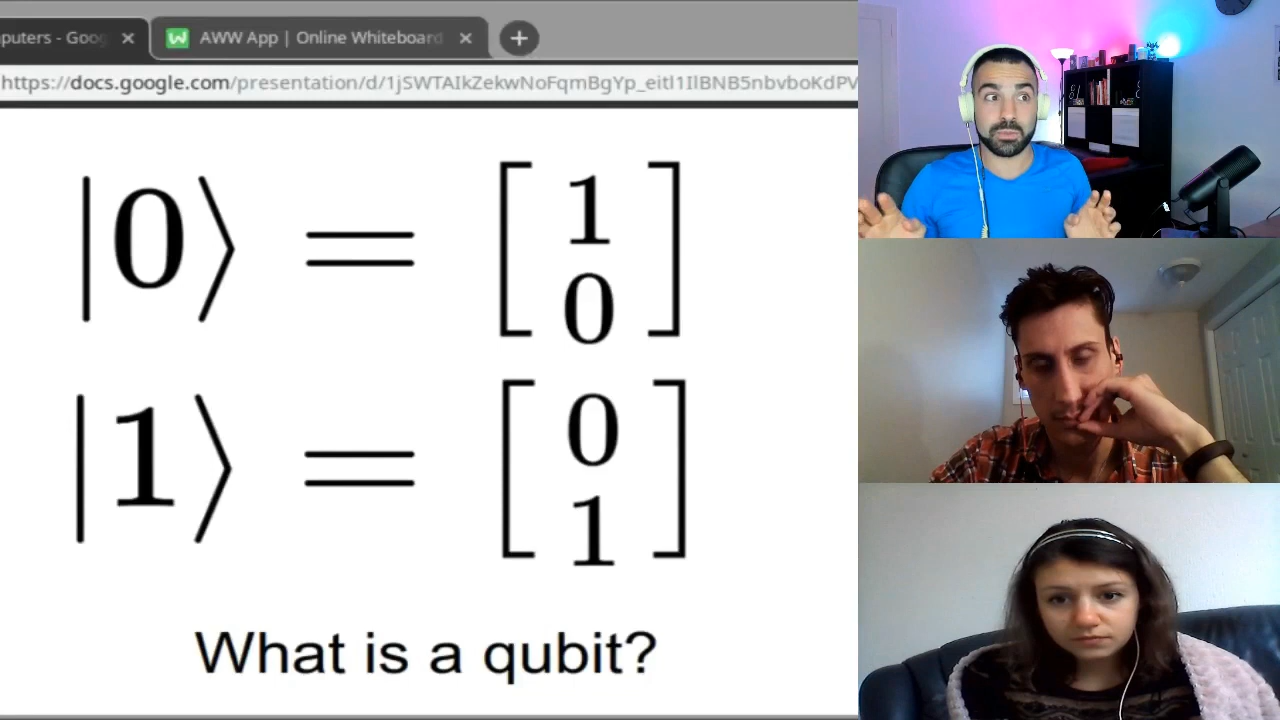 puters - Goog
AWW App | Online Whiteboard
https://docs.google.com/presentation/d/1jSWTAIkZekwNoFqmBgYp_eitl1IlBNB5nbvboKdPV
|0⟩ = [1 0]
|1⟩ = [0 1]
What is a qubit?